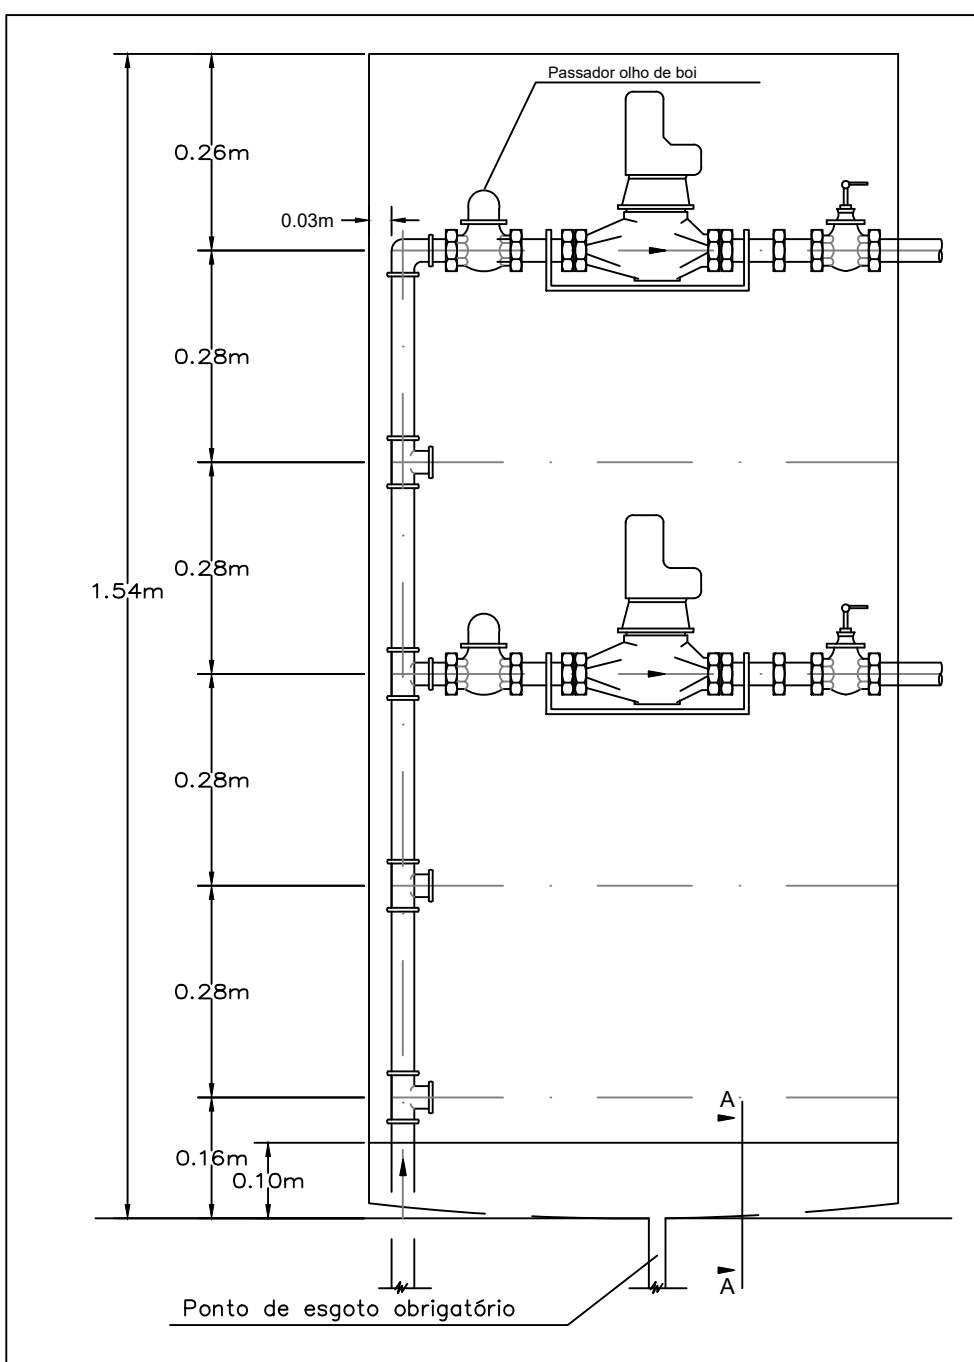 Passador olho de boi
0.26m
0.03m
0.28m
0.28m
1.54m
0.28m
0.28m
A
0.16m
0.10m
A
Ponto de esgoto obrigatório